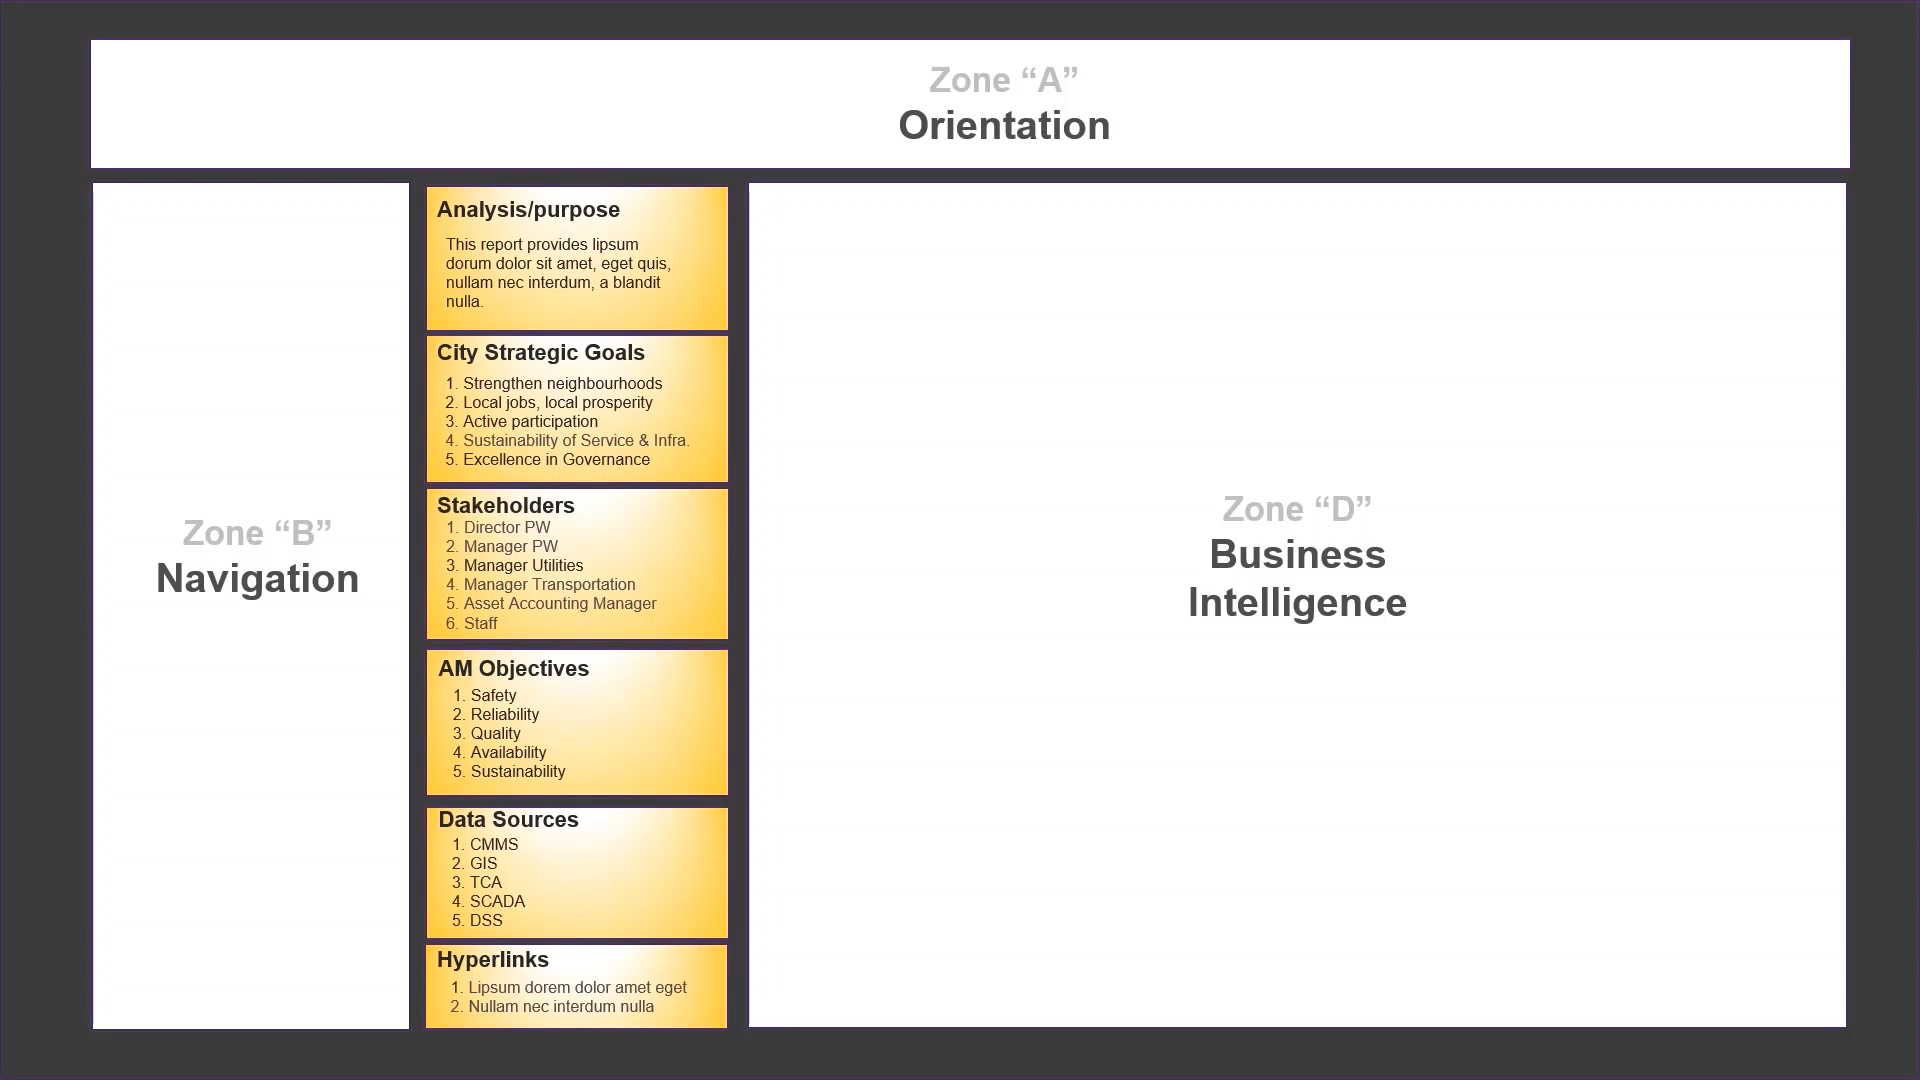 Zone “A”
Orientation
Zone “B”
Navigation
Analysis/purpose
This report provides lipsum
dorum dolor sit amet, eget quis,
nullam nec interdum, a blandit
nulla.
City Strategic Goals
1. Strengthen neighbourhoods
2. Local jobs, local prosperity
3. Active participation
4. Sustainability of Service & Infra.
5. Excellence in Governance
Stakeholders
1. Director PW
2. Manager PW
3. Manager Utilities
4. Manager Transportation
5. Asset Accounting Manager
6. Staff
AM Objectives
1. Safety
2. Reliability
3. Quality
4. Availability
5. Sustainability
Data Sources
1. CMMS
2. GIS
3. TCA
4. SCADA
5. DSS
Hyperlinks
1. Lipsum dorem dolor amet eget
2. Nullam nec interdum nulla
Zone “D”
Business
Intelligence